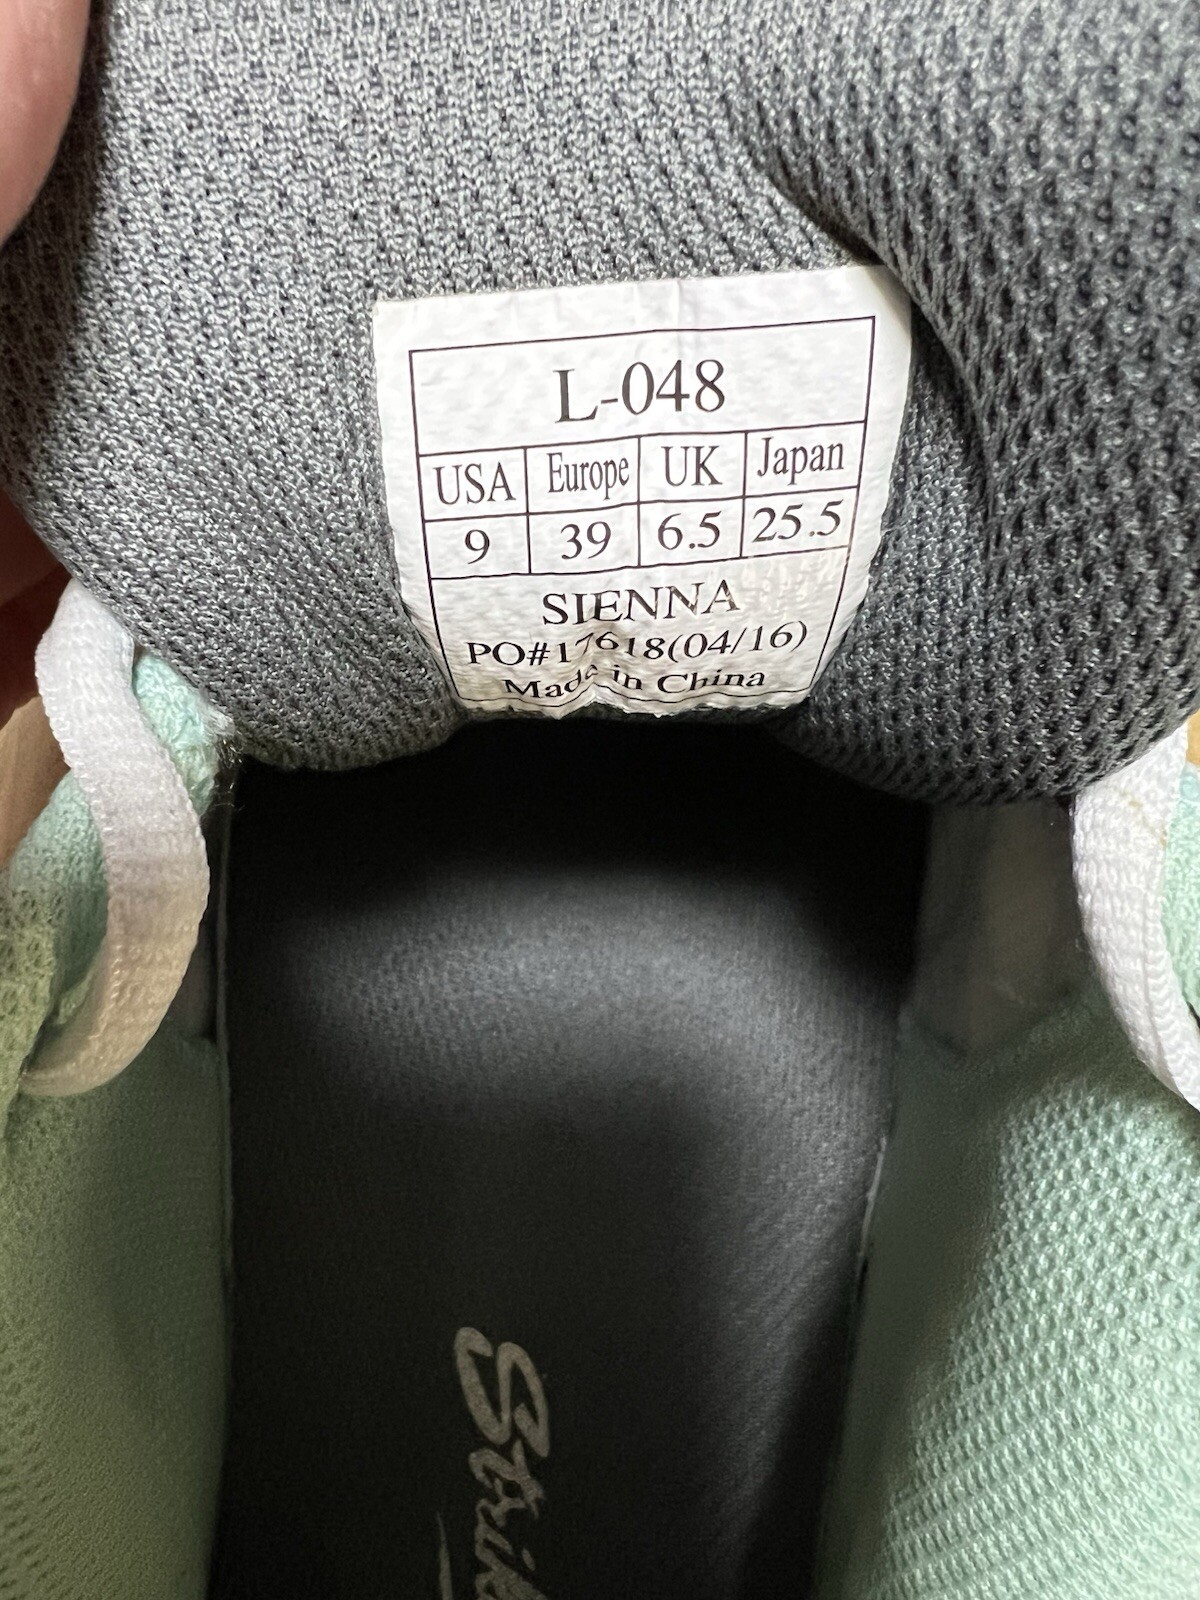 L-048
USA Europe UK Japan
9 39 6.5 25.5
SIENNA
PO#17618(04/16)
Made in China
Strik